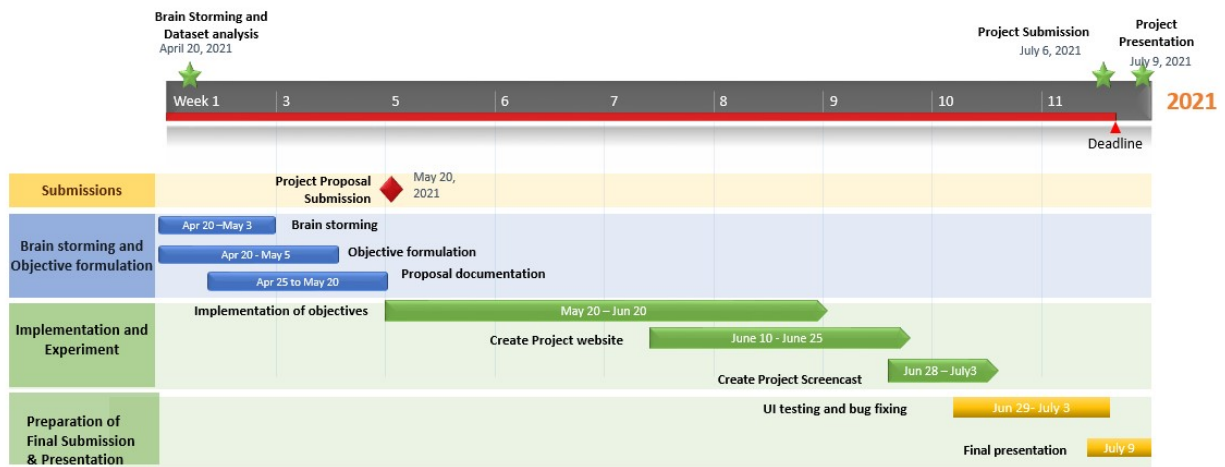 Brain Storming and
Dataset analysis
April 20, 2021
Project Submission
July 6, 2021
Project
Presentation
July 9, 2021
Week 1
3
5
6
7
8
9
10
11
2021
Deadline
Submissions
Project Proposal
Submission
May 20,
2021
Brain storming and
Objective formulation
Apr 20 –May 3
Brain storming
Apr 20 - May 5
Objective formulation
Apr 25 to May 20
Proposal documentation
Implementation and
Experiment
Implementation of objectives
May 20 – Jun 20
Create Project website
June 10 - June 25
Create Project Screencast
Jun 28 – July3
Preparation of
Final Submission
& Presentation
UI testing and bug fixing
Jun 29- July 3
Final presentation
July 9